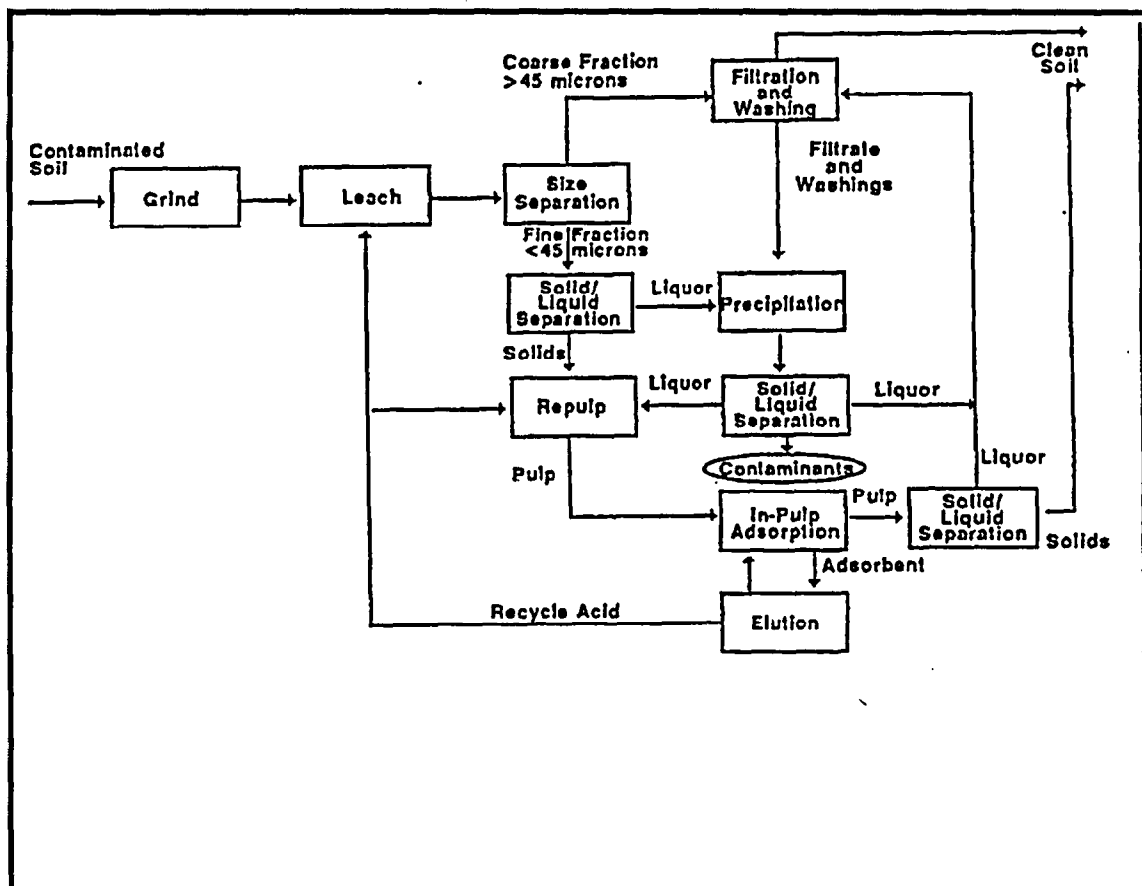 Coarse Fraction
>45 microns
Filtration
and
Washing
Clean
Soil
Contaminated
Soil
Grind
Leach
Size
Separation
Filtrate
and
Washings
Fine Fraction
<45 microns
Solid/
Liquid
Separation
Liquor
Precipitation
Solids
Repulp
Liquor
Solid/
Liquid
Separation
Liquor
Contaminants
Liquor
Pulp
In-Pulp
Adsorption
Pulp
Solid/
Liquid
Separation
Solids
Adsorbent
Recycle Acid
Elution